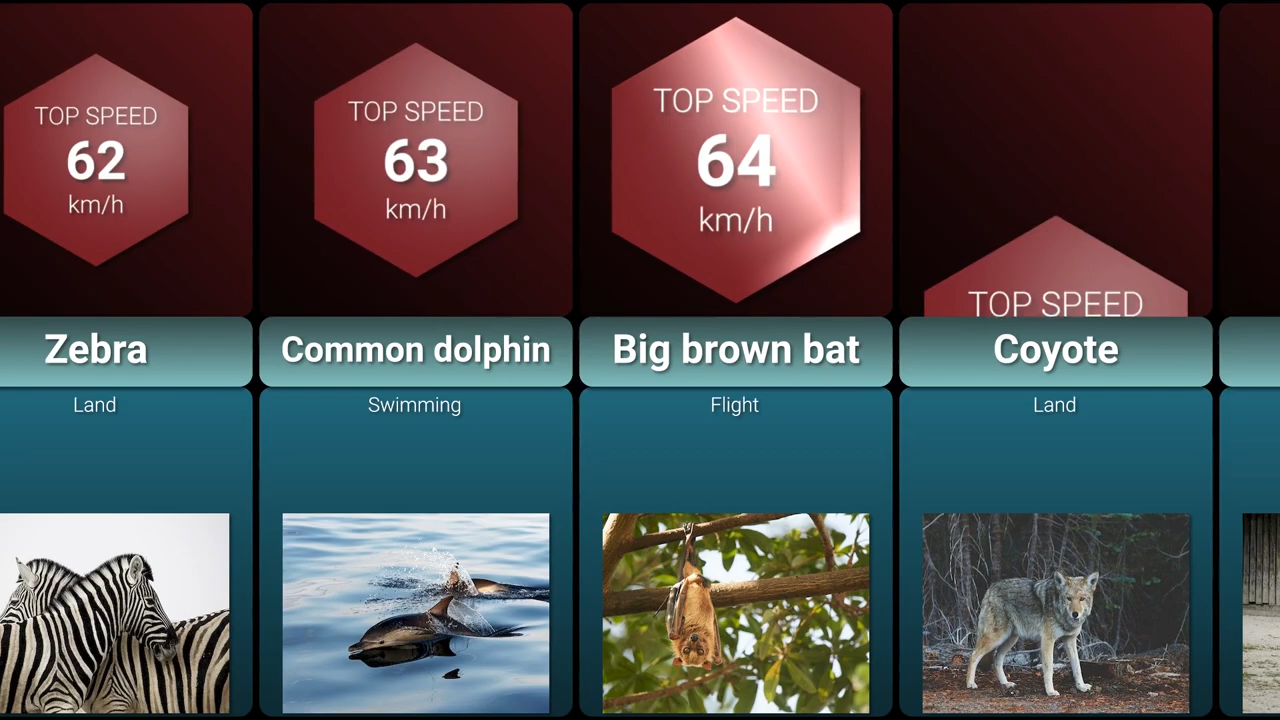 TOP SPEED
62
km/h
Zebra
Land
TOP SPEED
63
km/h
Common dolphin
Swimming
TOP SPEED
64
km/h
Big brown bat
Flight
TOP SPEED
Coyote
Land